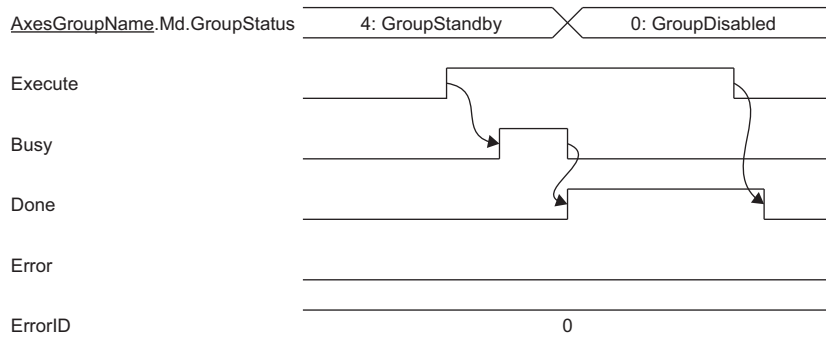 AxesGroupName.Md.GroupStatus 4: GroupStandby 0: GroupDisabled
Execute
Busy
Done
Error
ErrorID 0